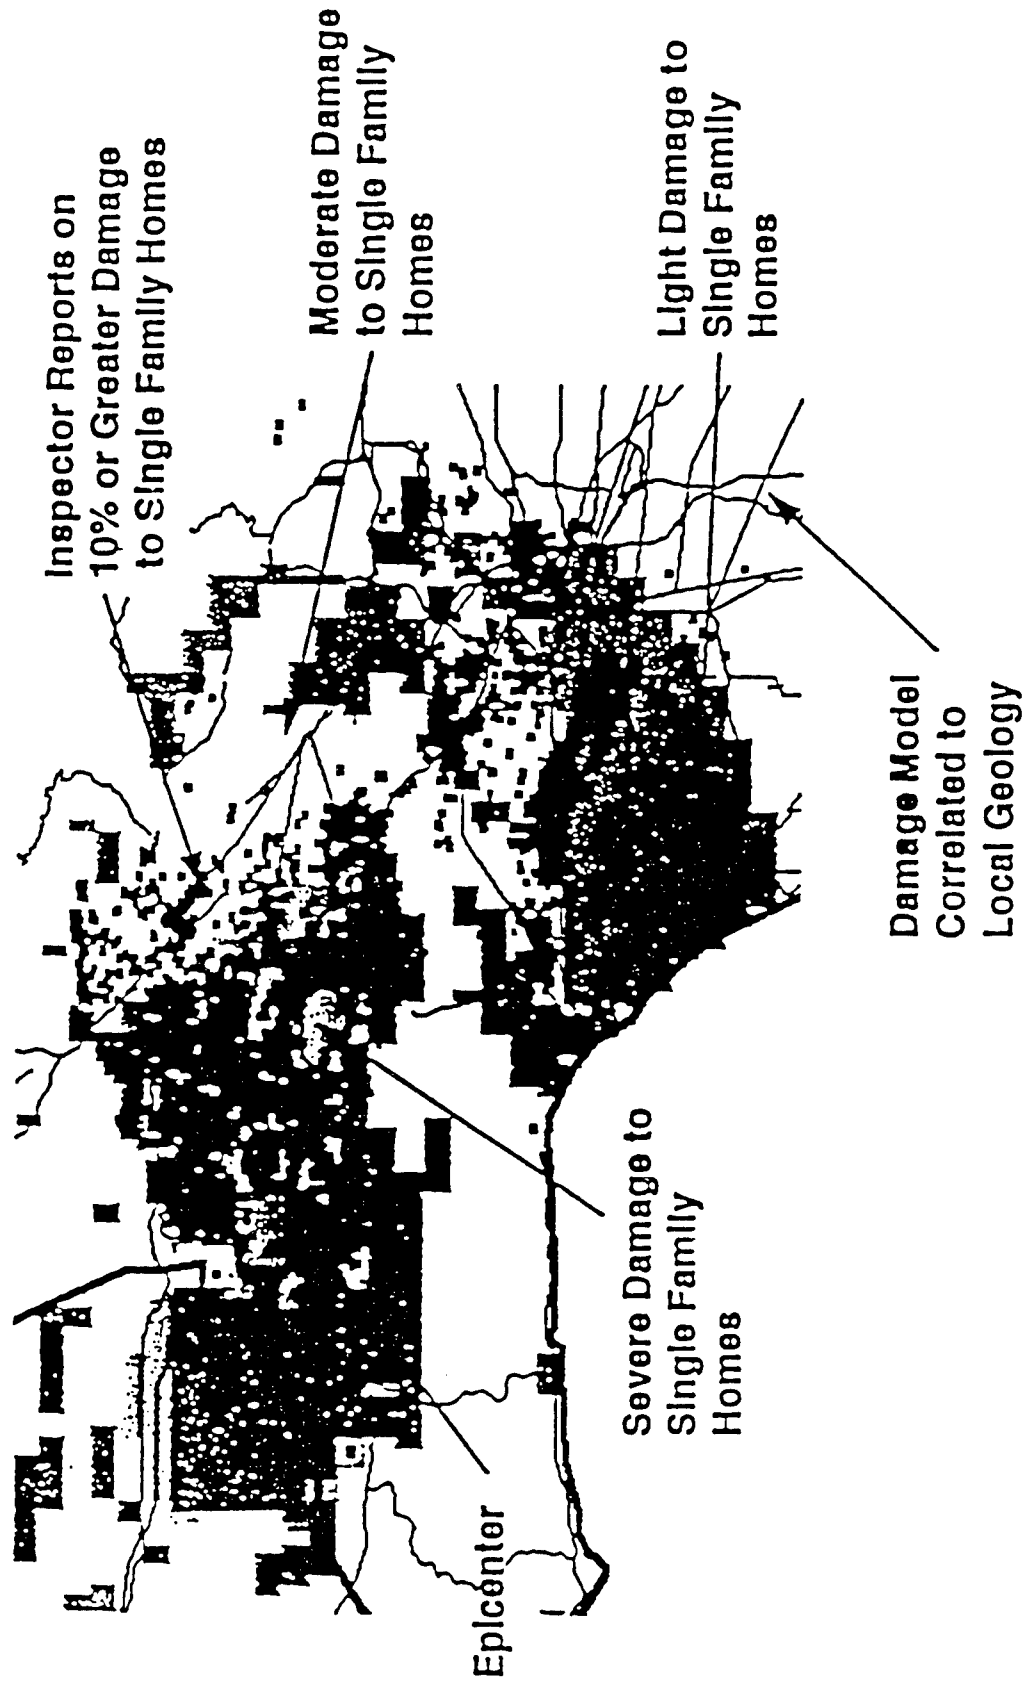 Inspector Reports on
10% or Greater Damage
to Single Family Homes
Moderate Damage
to Single Family
Homes
Light Damage to
Single Family
Homes
Epicenter
Severe Damage to
Single Family
Homes
Damage Model
Correlated to
Local Geology